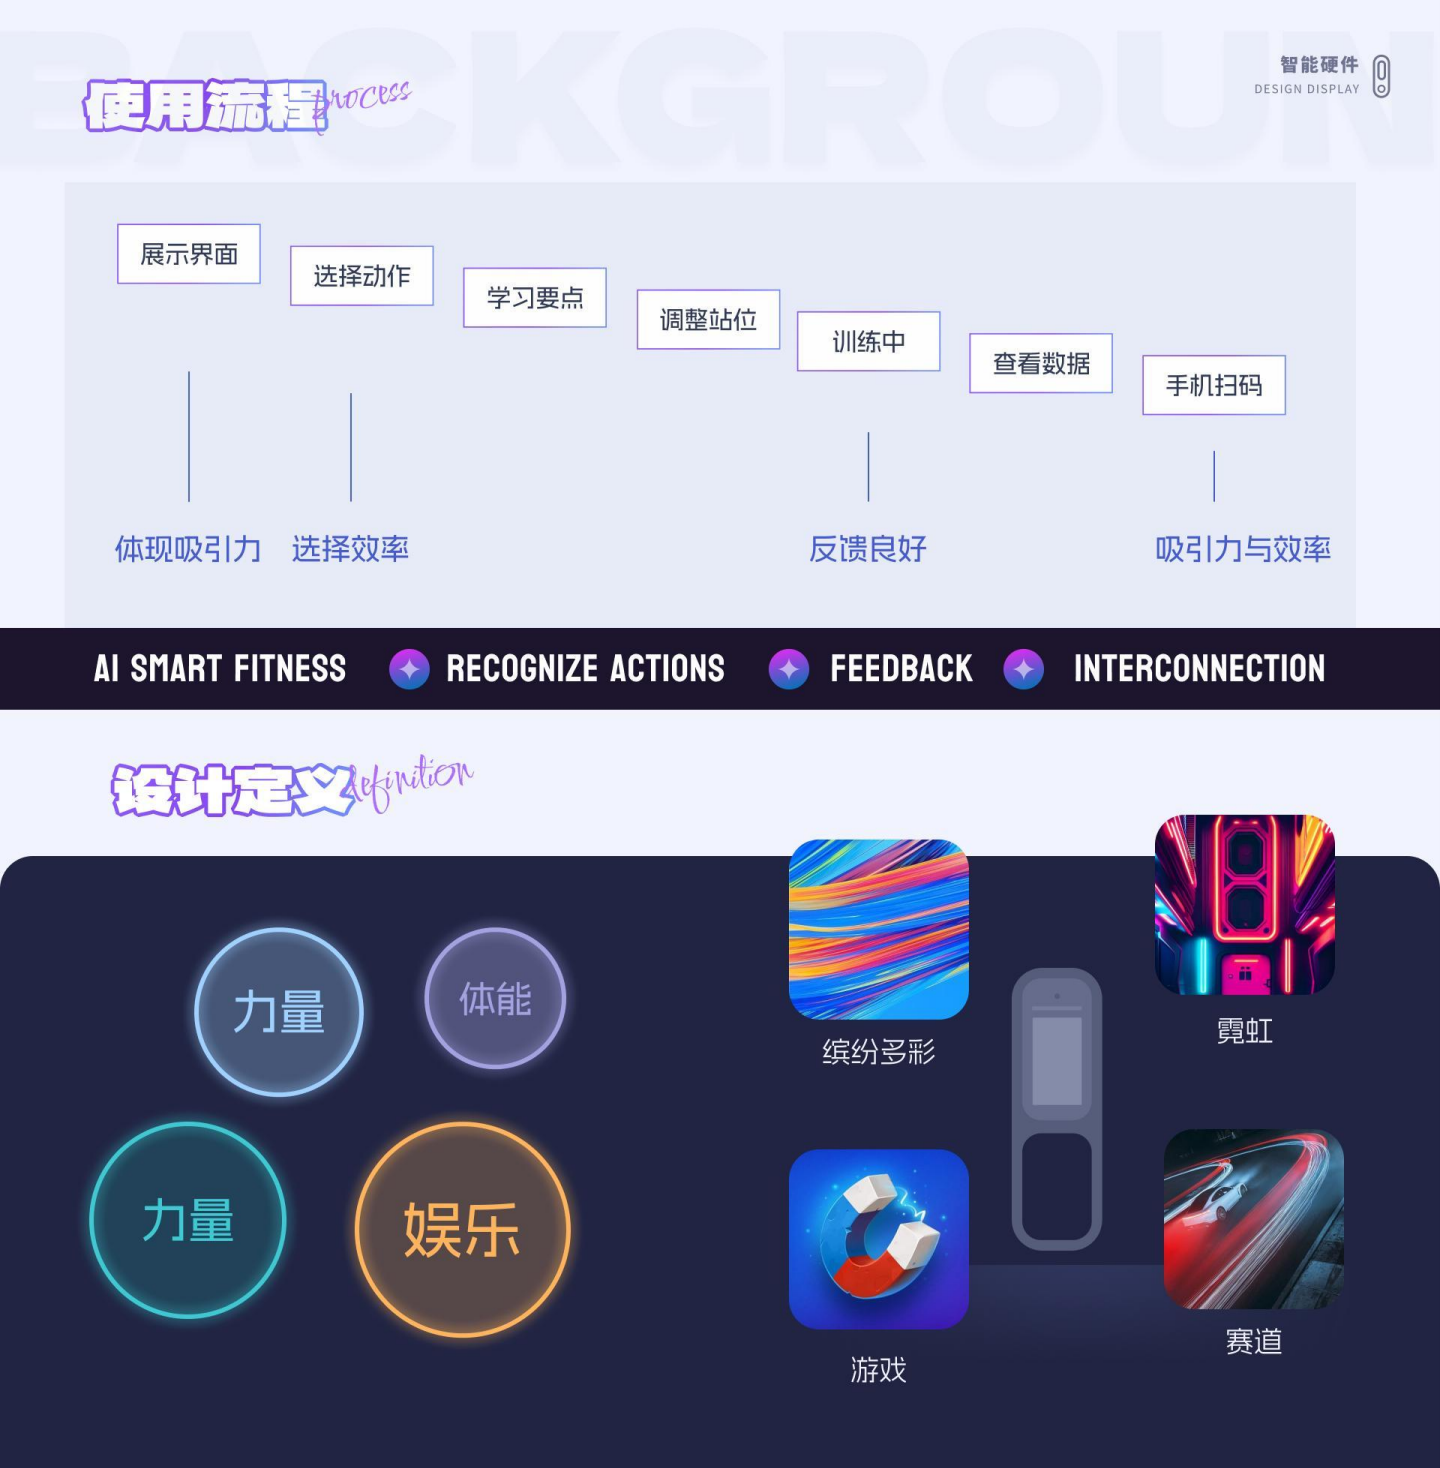 BACKGROUN
智能硬件
DESIGN DISPLAY
使用流程
process
展示界面
选择动作
学习要点
调整站位
训练中
查看数据
手机扫码
体现吸引力
选择效率
反馈良好
吸引力与效率
AI SMART FITNESS
RECOGNIZE ACTIONS
FEEDBACK
INTERCONNECTION
设计定义
definition
力量
体能
力量
娱乐
缤纷多彩
霓虹
游戏
赛道